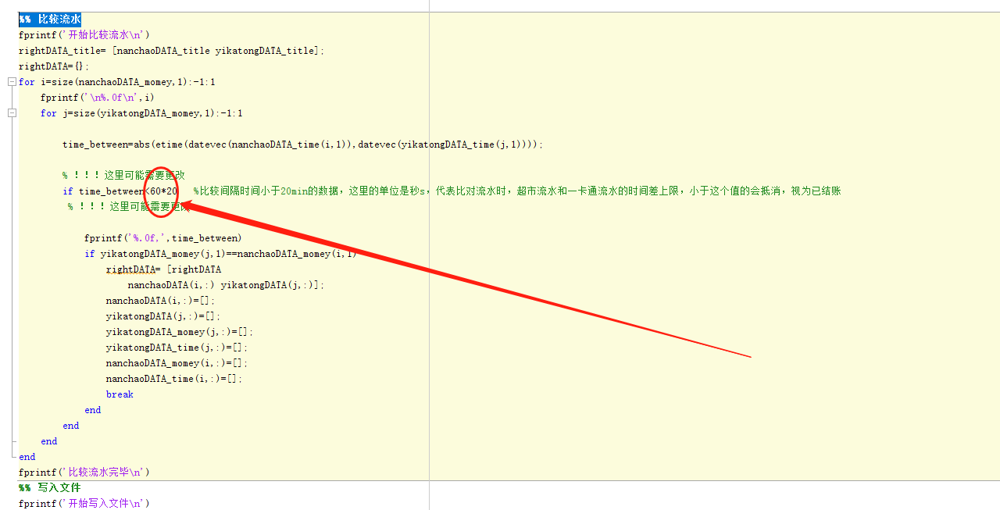 %% 比较流水
fprintf('开始比较流水\n')
rightDATA_title= [nanchaoDATA_title yikatongDATA_title];
rightDATA={};
for i=size(nanchaoDATA_momey,1):-1:1
fprintf('\n%.0f\n',i)
for j=size(yikatongDATA_momey,1):-1:1
time_between=abs(etime(datevec(nanchaoDATA_time(i,1)),datevec(yikatongDATA_time(j,1))));
% ！！！这里可能需要更改
if time_between<60*20 %比较间隔时间小于20min的数据，这里的单位是秒s，代表比对流水时，超市流水和一卡通流水的时间差上限，小于这个值的会抵消，视为已结账
% ！！！这里可能需要更改
fprintf('%.0f,',time_between)
if yikatongDATA_momey(j,1)==nanchaoDATA_momey(i,1)
rightDATA= [rightDATA
nanchaoDATA(i,:) yikatongDATA(j,:)];
nanchaoDATA(i,:)=[];
yikatongDATA(j,:)=[];
yikatongDATA_momey(j,:)=[];
yikatongDATA_time(j,:)=[];
nanchaoDATA_momey(i,:)=[];
nanchaoDATA_time(i,:)=[];
break
end
end
end
end
fprintf('比较流水完毕\n')
%% 写入文件
fprintf('开始写入文件\n')